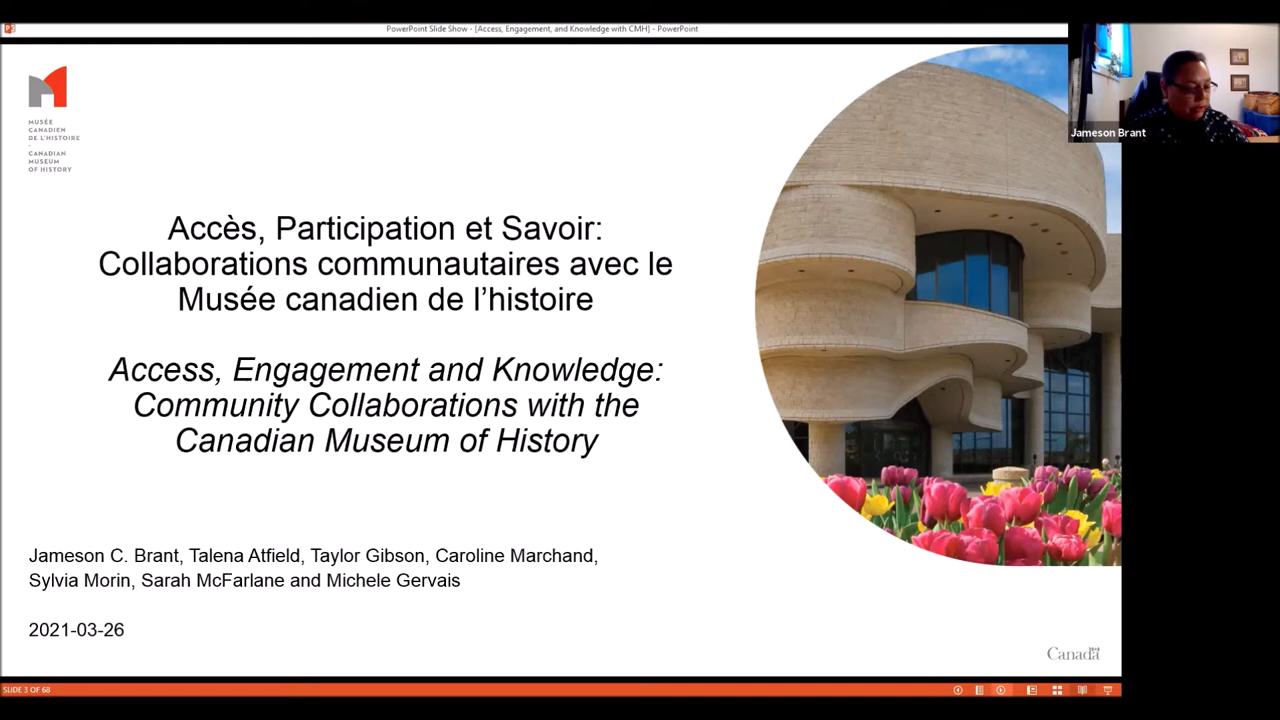 PowerPoint Slide Show - [Access, Engagement, and Knowledge with CMH] - PowerPoint
MUSÉE
CANADIEN
DE L'HISTOIRE
-
CANADIAN
MUSEUM
OF HISTORY
Jameson Brant
Accès, Participation et Savoir:
Collaborations communautaires avec le
Musée canadien de l’histoire
Access, Engagement and Knowledge:
Community Collaborations with the
Canadian Museum of History
Jameson C. Brant, Talena Atfield, Taylor Gibson, Caroline Marchand,
Sylvia Morin, Sarah McFarlane and Michele Gervais
2021-03-26
Canada
SLIDE 3 OF 68